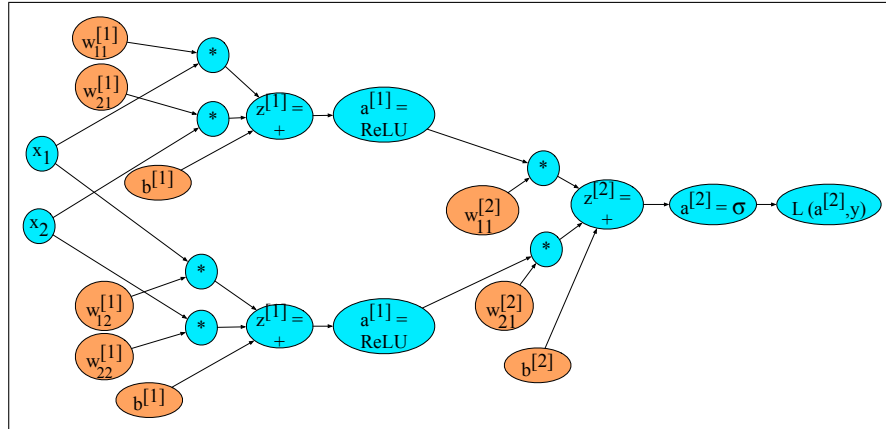 w[1]
11
*
w[1]
21
*
z[1] =
+
a[1] =
ReLU
x1
b[1]
*
w[2]
11
z[2] =
+
a[2] = σ
L (a[2],y)
x2
*
w[2]
21
*
w[1]
12
*
z[1] =
+
a[1] =
ReLU
w[1]
22
b[2]
b[1]